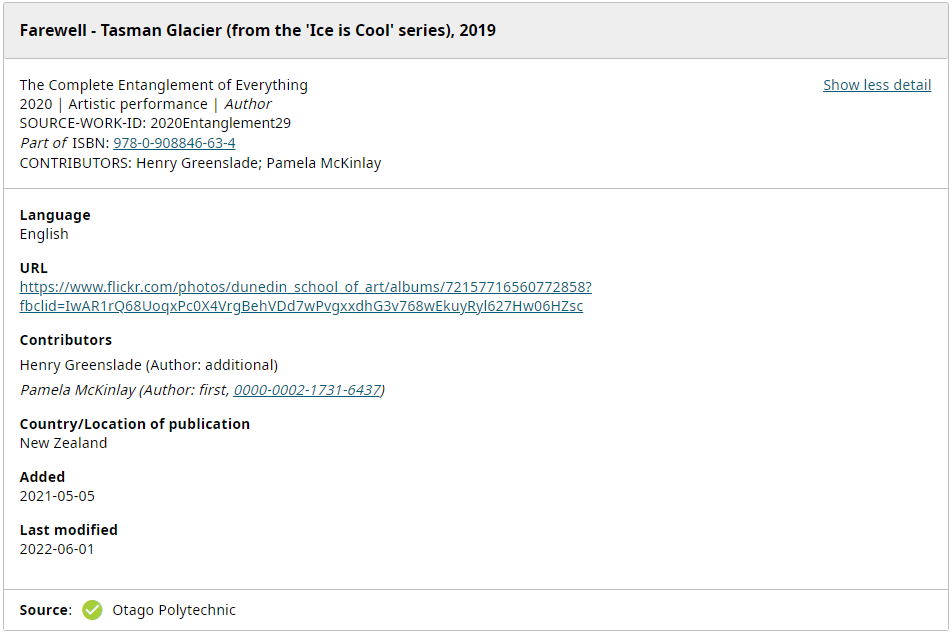 Farewell - Tasman Glacier (from the 'Ice is Cool' series), 2019
The Complete Entanglement of Everything
Show less detail
2020 | Artistic performance | Author
SOURCE-WORK-ID: 2020Entanglement29
Part of ISBN: 978-0-908846-63-4
CONTRIBUTORS: Henry Greenslade; Pamela McKinlay
Language
English
URL
https://www.flickr.com/photos/dunedin_school_of_art/albums/72157716560772858?
fbclid=IwAR1rQ68UoqxPc0X4VrgBehVDd7wPvgxxdhG3v768wEkuyRyl627Hw06HZsc
Contributors
Henry Greenslade (Author: additional)
Pamela McKinlay (Author: first, 0000-0002-1731-6437)
Country/Location of publication
New Zealand
Added
2021-05-05
Last modified
2022-06-01
Source: Otago Polytechnic